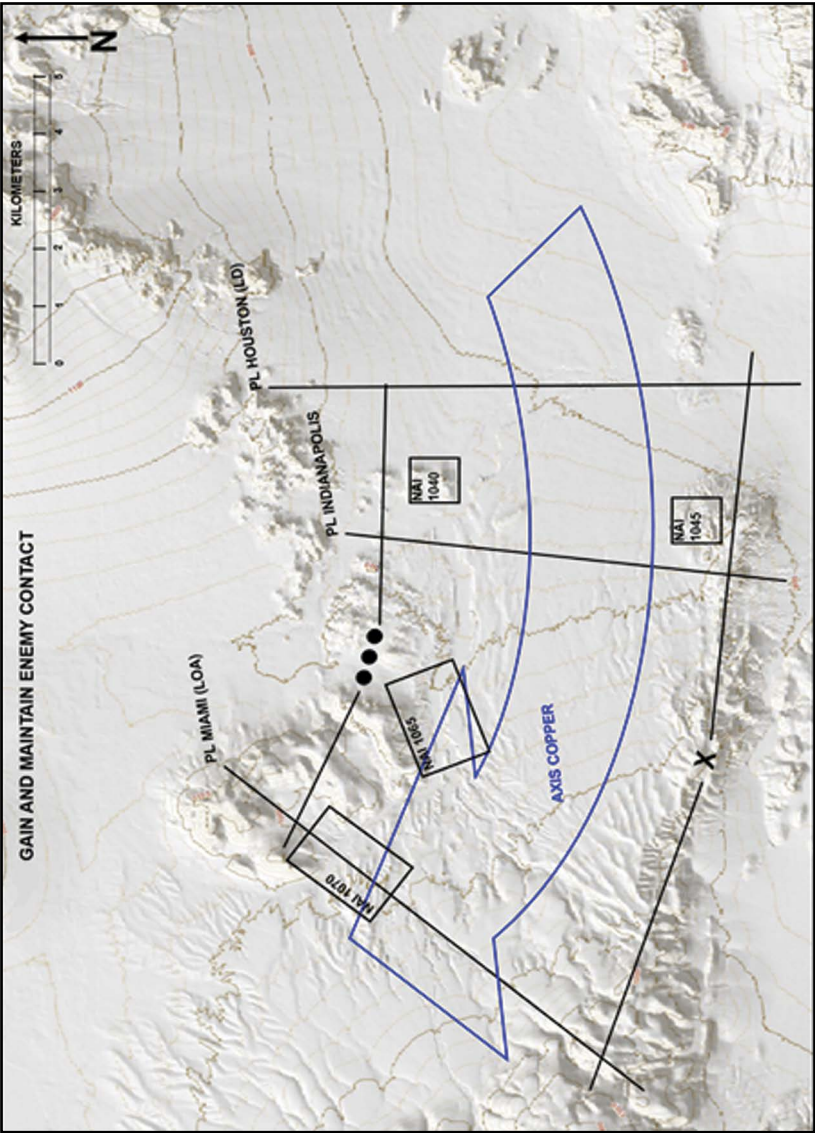 GAIN AND MAINTAIN ENEMY CONTACT
KILOMETERS
0 1 2 3 4 5
N
PL MIAMI (LOA)
PL INDIANAPOLIS
PL HOUSTON (LD)
NAI 1070
NAI 1065
NAI
1040
NAI
1045
AXIS COPPER
X